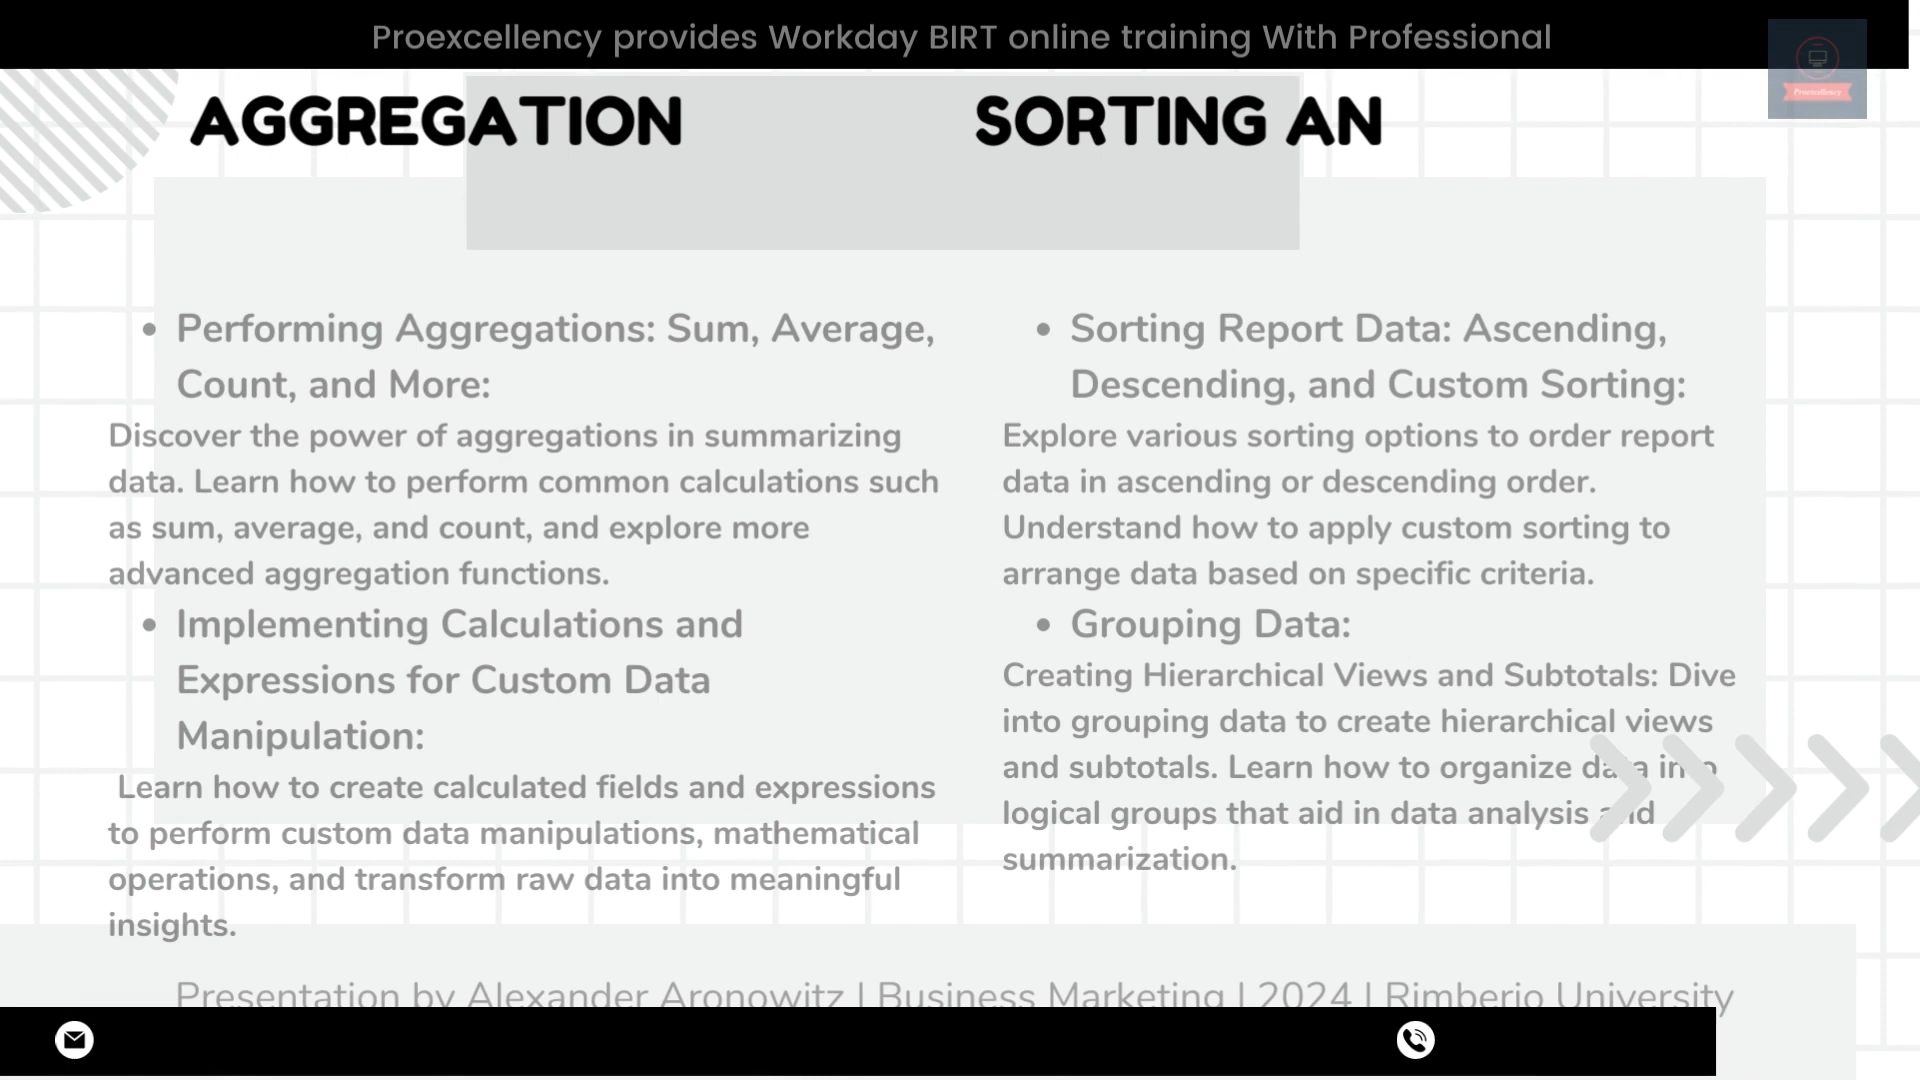 Proexcellency provides Workday BIRT online training With Professional
Proexcellency
AGGREGATION
SORTING AN
• Performing Aggregations: Sum, Average,
Count, and More:
Discover the power of aggregations in summarizing
data. Learn how to perform common calculations such
as sum, average, and count, and explore more
advanced aggregation functions.
• Implementing Calculations and
Expressions for Custom Data
Manipulation:
Learn how to create calculated fields and expressions
to perform custom data manipulations, mathematical
operations, and transform raw data into meaningful
insights.
• Sorting Report Data: Ascending,
Descending, and Custom Sorting:
Explore various sorting options to order report
data in ascending or descending order.
Understand how to apply custom sorting to
arrange data based on specific criteria.
• Grouping Data:
Creating Hierarchical Views and Subtotals: Dive
into grouping data to create hierarchical views
and subtotals. Learn how to organize data into
logical groups that aid in data analysis and
summarization.
Presentation by Alexander Aronowitz | Business Marketing | 2024 | Rimberio University